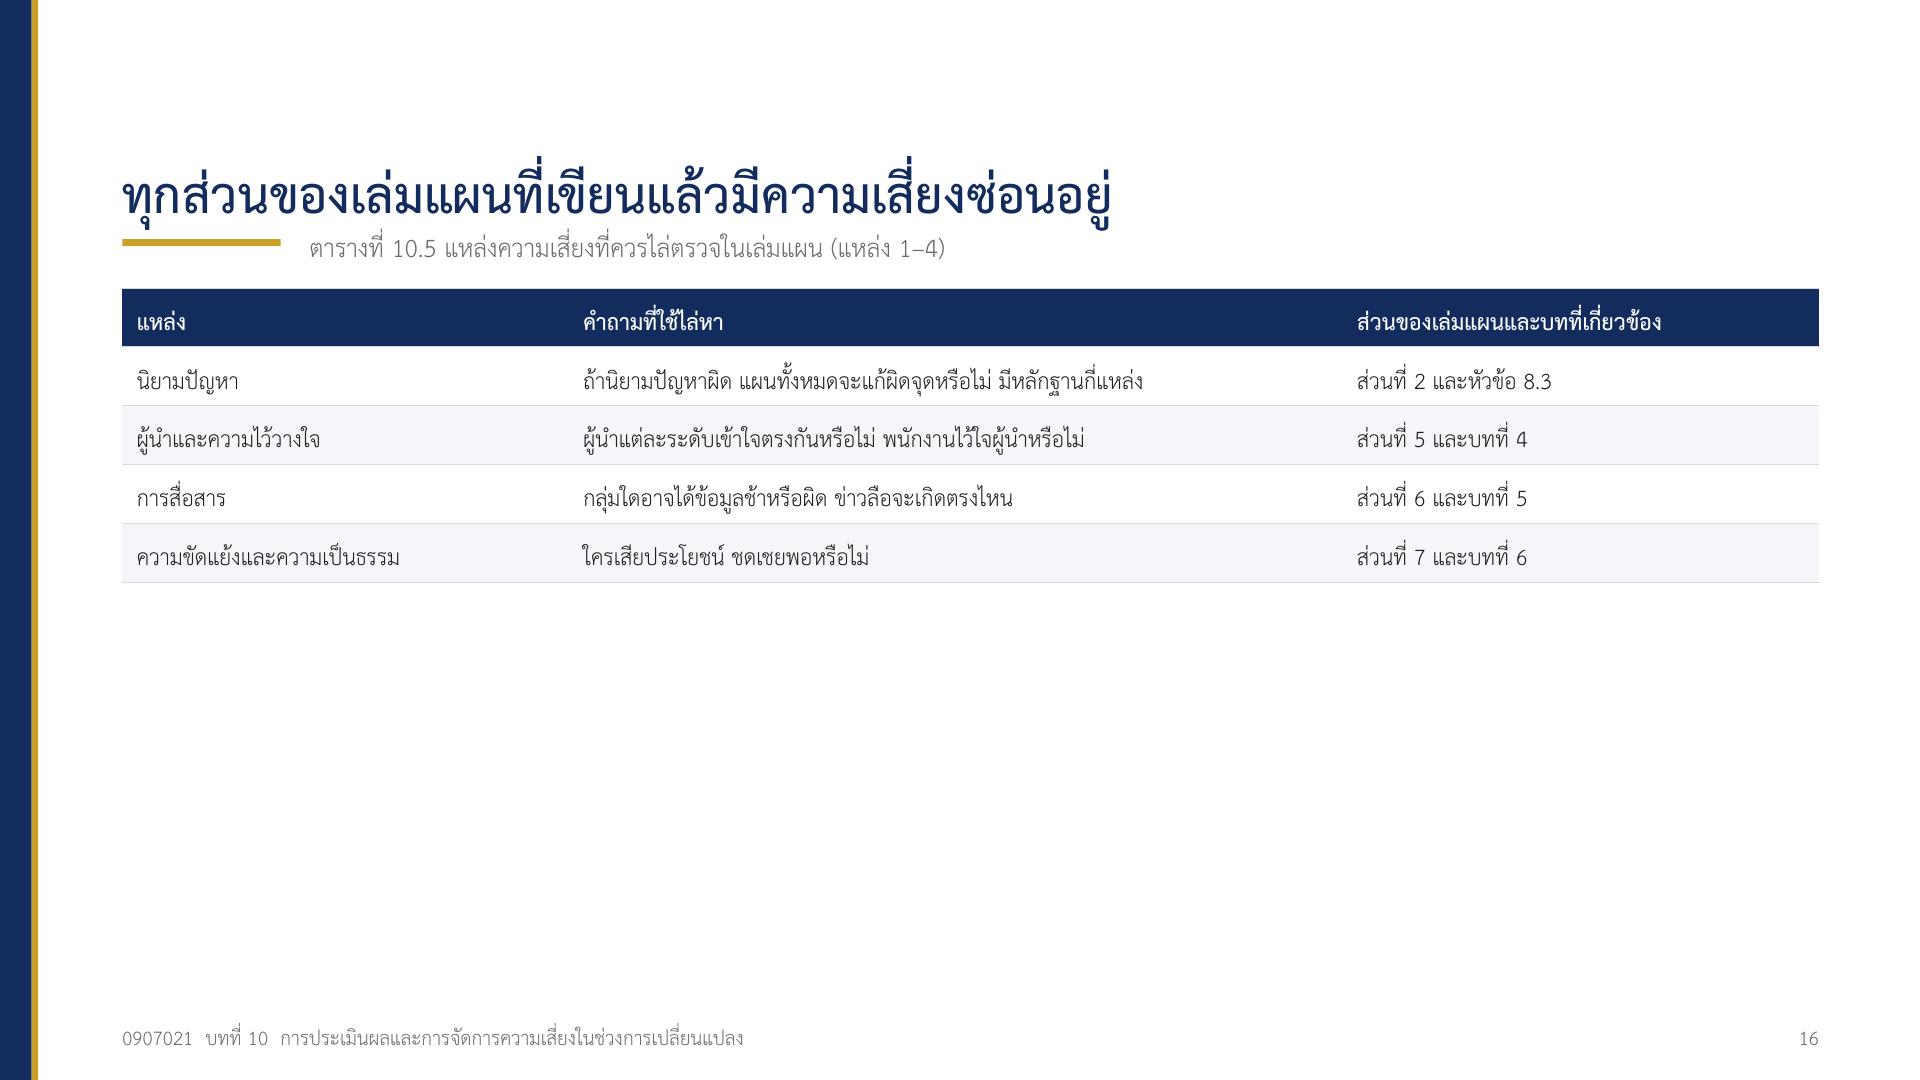 ทุกส่วนของเล่มแผนที่เขียนแล้วมีความเสี่ยงซ่อนอยู่
ตารางที่ 10.5 แหล่งความเสี่ยงที่ควรไล่ตรวจในเล่มแผน (แหล่ง 1–4)
แหล่ง คำถามที่ใช้ไล่หา ส่วนของเล่มแผนและบทที่เกี่ยวข้อง
นิยามปัญหา ถ้านิยามปัญหาผิด แผนทั้งหมดจะแก้ผิดจุดหรือไม่ มีหลักฐานกี่แหล่ง ส่วนที่ 2 และหัวข้อ 8.3
ผู้นำและความไว้วางใจ ผู้นำแต่ละระดับเข้าใจตรงกันหรือไม่ พนักงานไว้ใจผู้นำหรือไม่ ส่วนที่ 5 และบทที่ 4
การสื่อสาร กลุ่มใดอาจได้ข้อมูลช้าหรือผิด ข่าวลือจะเกิดตรงไหน ส่วนที่ 6 และบทที่ 5
ความขัดแย้งและความเป็นธรรม ใครเสียประโยชน์ ชดเชยพอหรือไม่ ส่วนที่ 7 และบทที่ 6
0907021 บทที่ 10 การประเมินผลและการจัดการความเสี่ยงในช่วงการเปลี่ยนแปลง 16